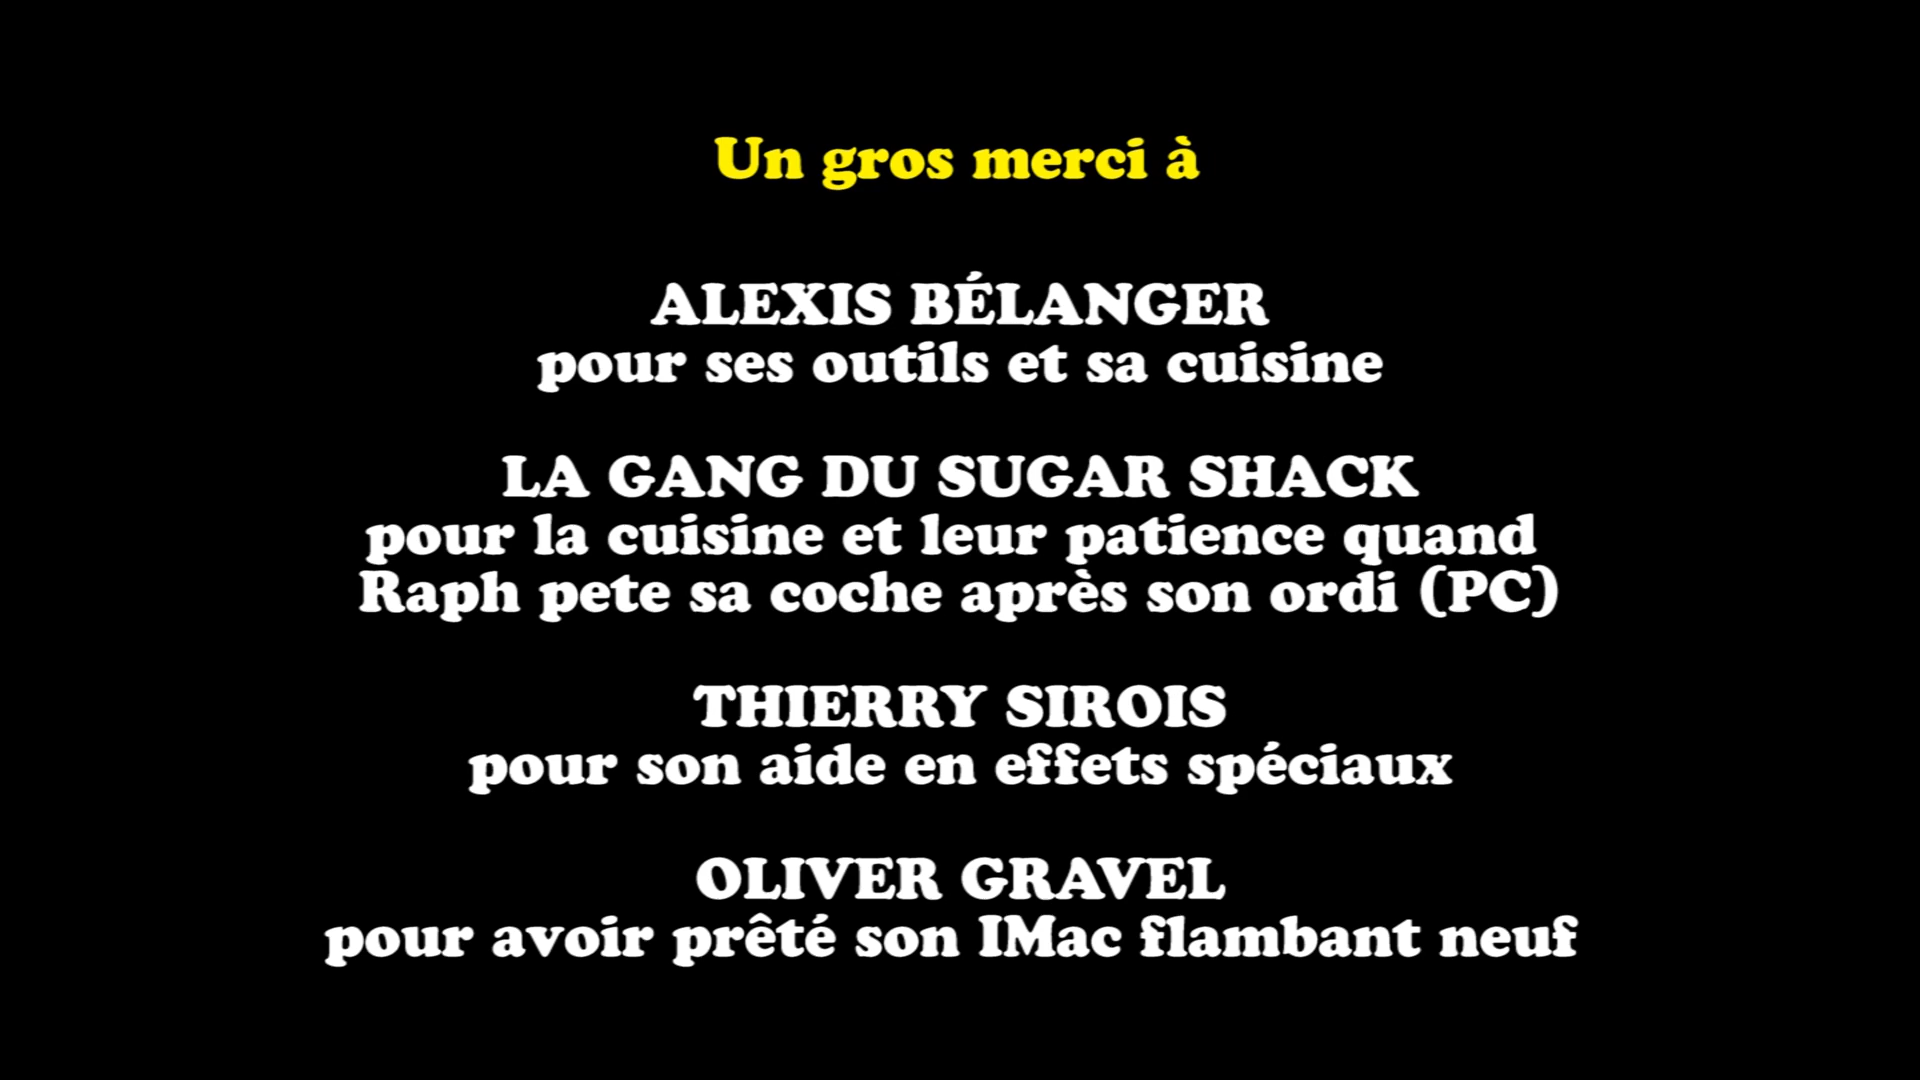 Un gros merci à
ALEXIS BÉLANGER
pour ses outils et sa cuisine
LA GANG DU SUGAR SHACK
pour la cuisine et leur patience quand
Raph pete sa coche après son ordi (PC)
THIERRY SIROIS
pour son aide en effets spéciaux
OLIVER GRAVEL
pour avoir prêté son IMac flambant neuf